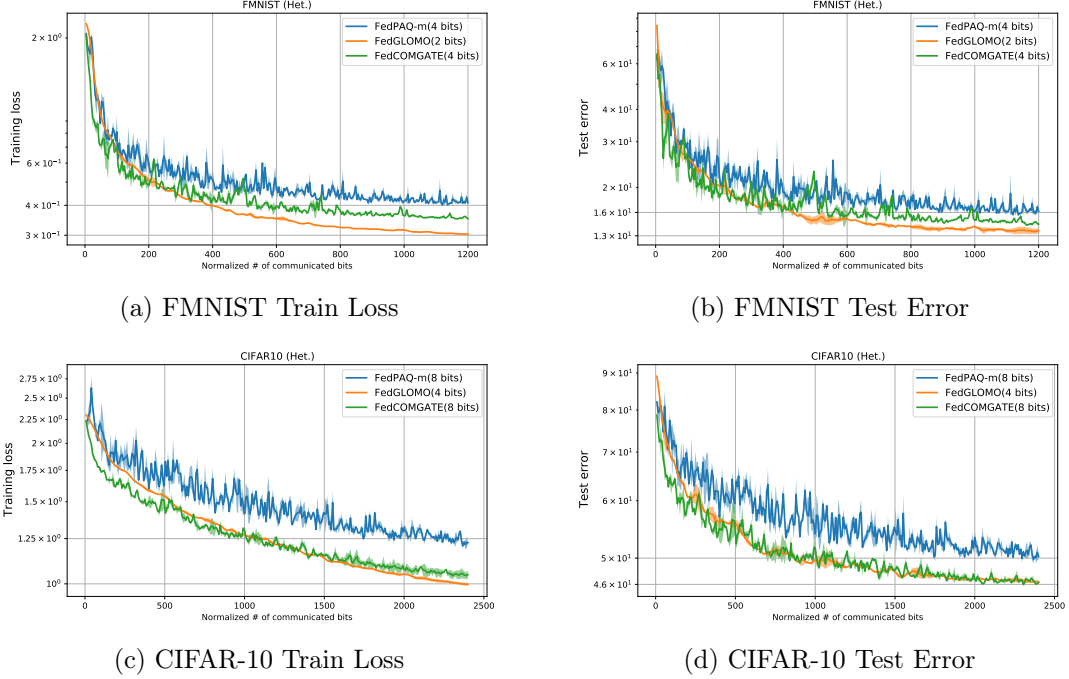 FMNIST (Het.)
FedPAQ-m(4 bits)
FedGLOMO(2 bits)
FedCOMGATE(4 bits)
Training loss
2 × 10⁰
6 × 10⁻¹
4 × 10⁻¹
3 × 10⁻¹
0 200 400 600 800 1000 1200
Normalized # of communicated bits
(a) FMNIST Train Loss
FMNIST (Het.)
FedPAQ-m(4 bits)
FedGLOMO(2 bits)
FedCOMGATE(4 bits)
Test error
6 × 10¹
4 × 10¹
3 × 10¹
2 × 10¹
1.6 × 10¹
1.3 × 10¹
0 200 400 600 800 1000 1200
Normalized # of communicated bits
(b) FMNIST Test Error
CIFAR10 (Het.)
FedPAQ-m(8 bits)
FedGLOMO(4 bits)
FedCOMGATE(8 bits)
Training loss
2.75 × 10⁰
2.5 × 10⁰
2.25 × 10⁰
2 × 10⁰
1.75 × 10⁰
1.5 × 10⁰
1.25 × 10⁰
10⁰
0 500 1000 1500 2000 2500
Normalized # of communicated bits
(c) CIFAR-10 Train Loss
CIFAR10 (Het.)
FedPAQ-m(8 bits)
FedGLOMO(4 bits)
FedCOMGATE(8 bits)
Test error
9 × 10¹
8 × 10¹
7 × 10¹
6 × 10¹
5 × 10¹
4.6 × 10¹
0 500 1000 1500 2000 2500
Normalized # of communicated bits
(d) CIFAR-10 Test Error